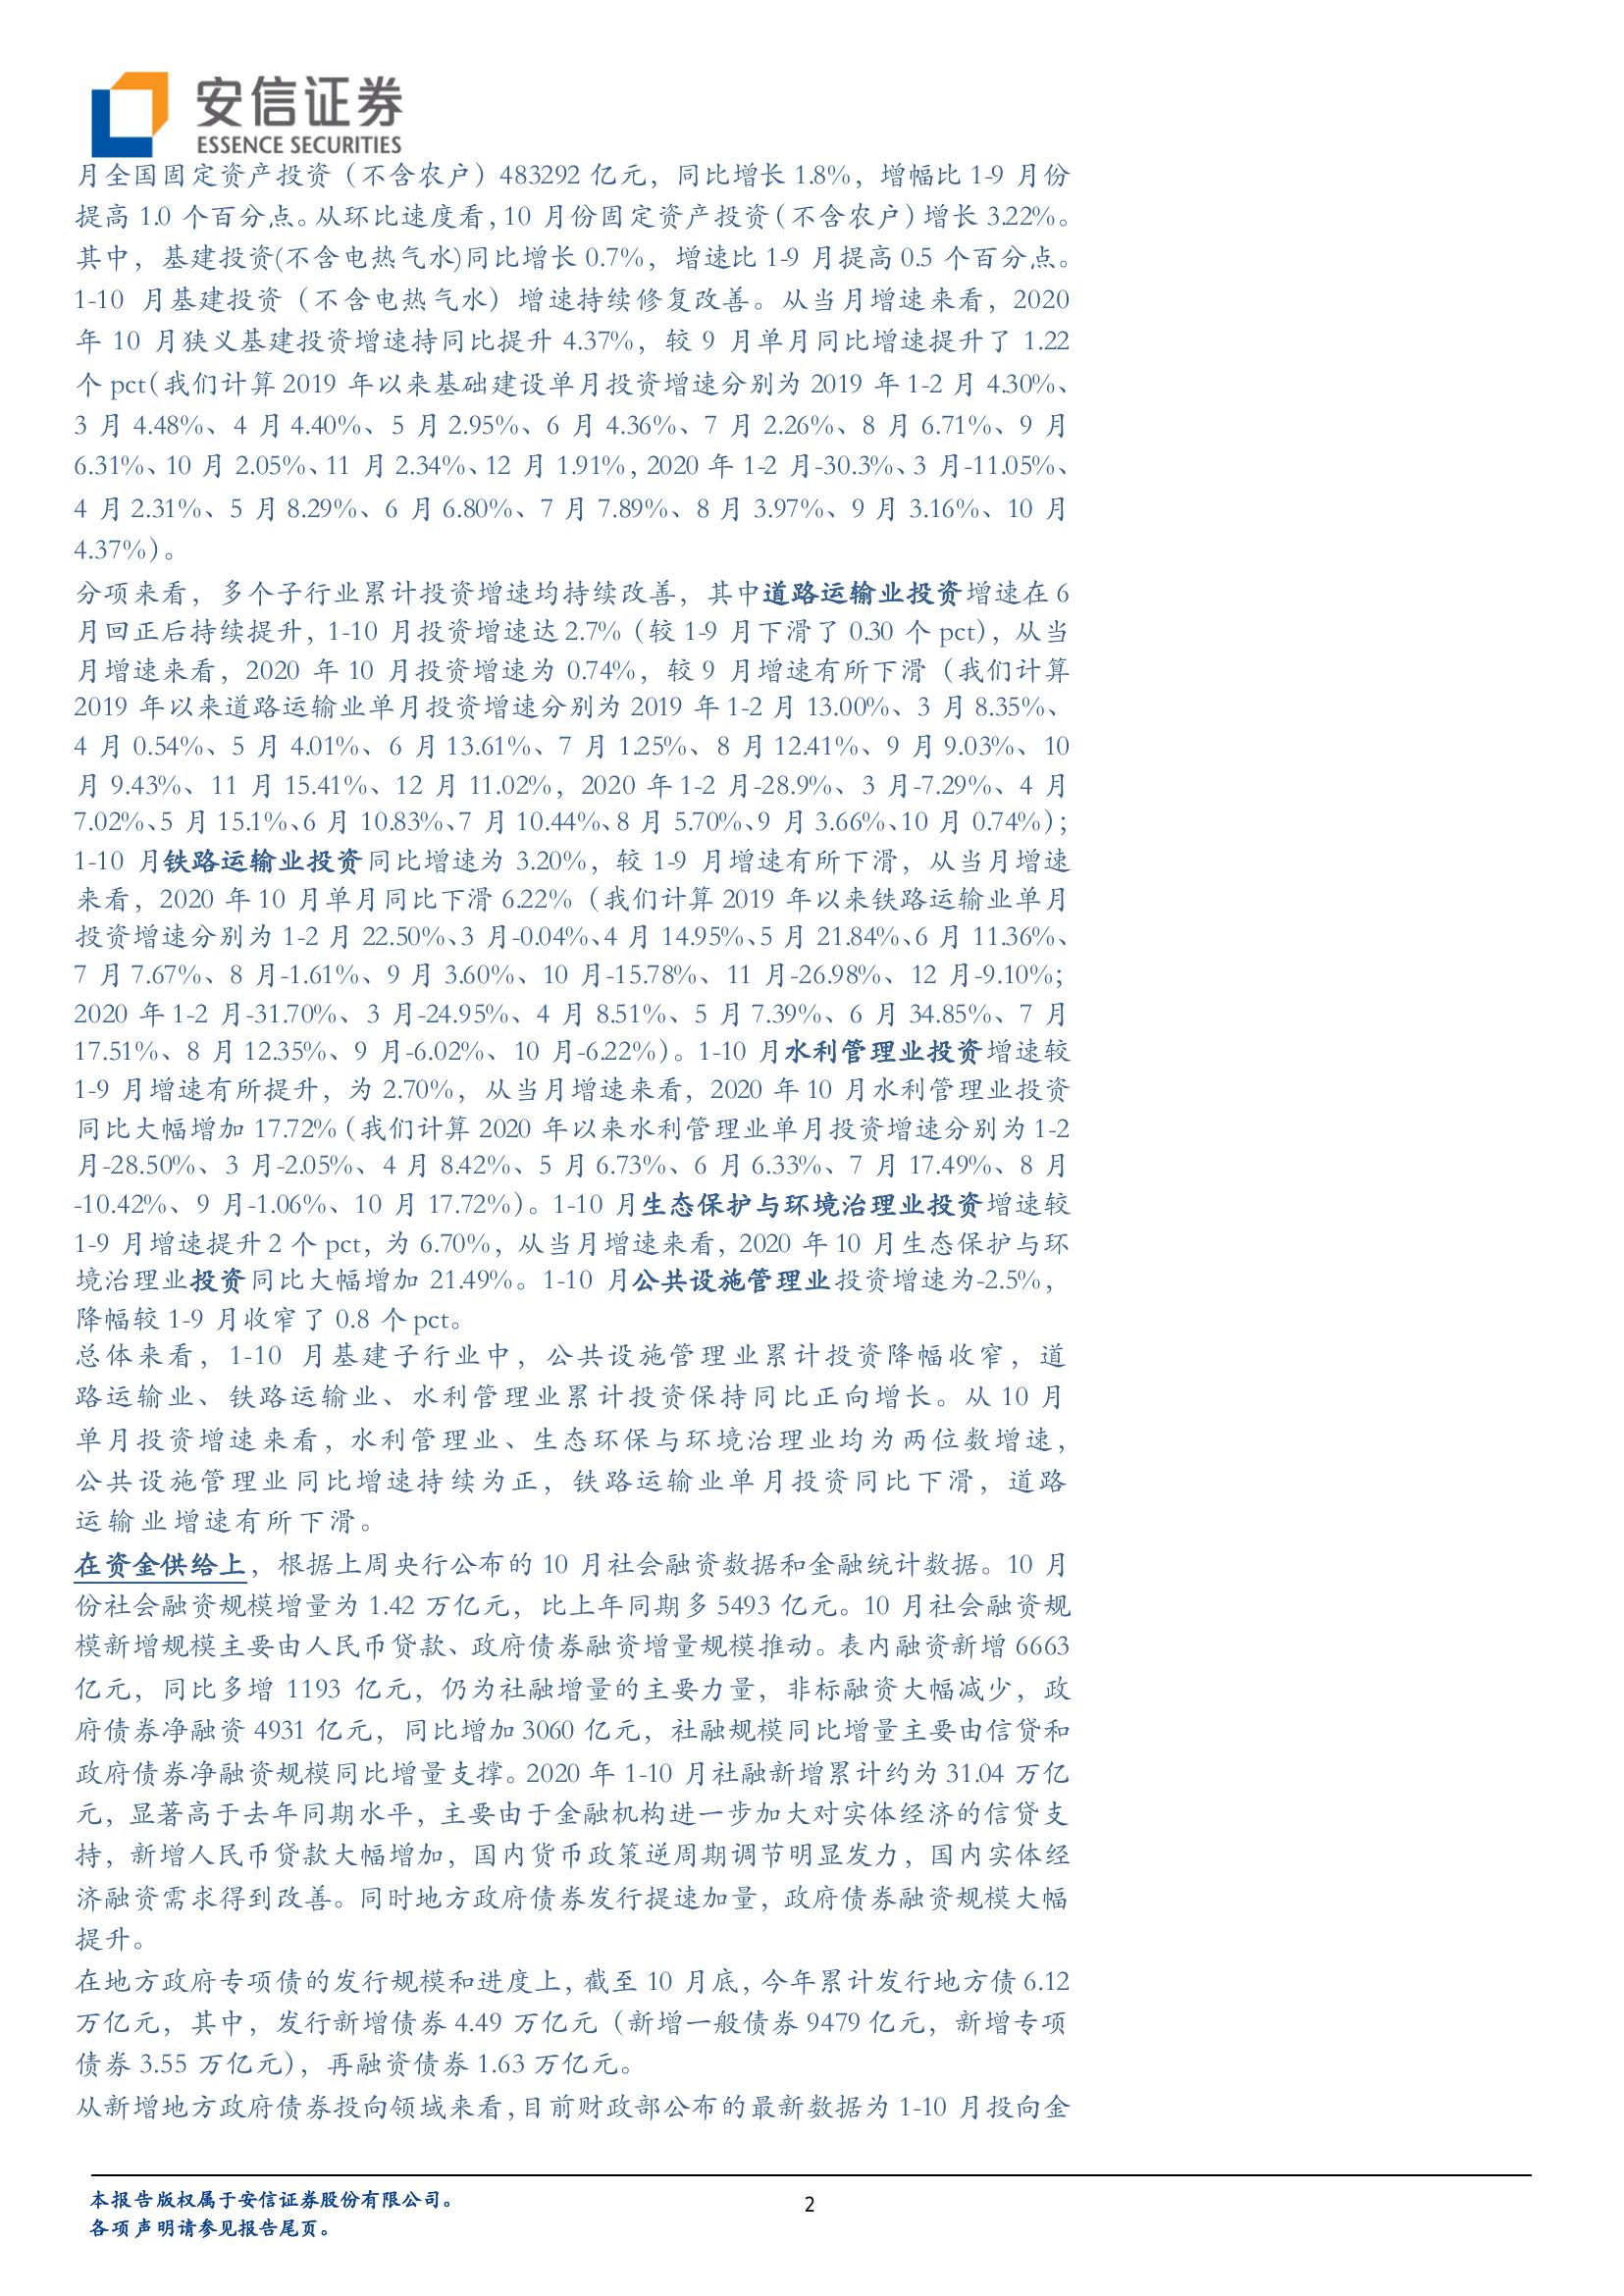 安信证券
ESSENCE SECURITIES
月全国固定资产投资（不含农户）483292 亿元，同比增长 1.8%，增幅比 1-9 月份
提高 1.0 个百分点。从环比速度看，10 月份固定资产投资（不含农户）增长 3.22%。
其中，基建投资(不含电热气水)同比增长 0.7%，增速比 1-9 月提高 0.5 个百分点。
1-10 月基建投资（不含电热气水）增速持续修复改善。从当月增速来看，2020
年 10 月狭义基建投资增速持同比提升 4.37%，较 9 月单月同比增速提升了 1.22
个 pct（我们计算 2019 年以来基础建设单月投资增速分别为 2019 年 1-2 月 4.30%、
3 月 4.48%、4 月 4.40%、5 月 2.95%、6 月 4.36%、7 月 2.26%、8 月 6.71%、9 月
6.31%、10 月 2.05%、11 月 2.34%、12 月 1.91%，2020 年 1-2 月-30.3%、3 月-11.05%、
4 月 2.31%、5 月 8.29%、6 月 6.80%、7 月 7.89%、8 月 3.97%、9 月 3.16%、10 月
4.37%）。
分项来看，多个子行业累计投资增速均持续改善，其中道路运输业投资增速在 6
月回正后持续提升，1-10 月投资增速达 2.7%（较 1-9 月下滑了 0.30 个 pct），从当
月增速来看，2020 年 10 月投资增速为 0.74%，较 9 月增速有所下滑（我们计算
2019 年以来道路运输业单月投资增速分别为 2019 年 1-2 月 13.00%、3 月 8.35%、
4 月 0.54%、5 月 4.01%、6 月 13.61%、7 月 1.25%、8 月 12.41%、9 月 9.03%、10
月 9.43%、11 月 15.41%、12 月 11.02%，2020 年 1-2 月-28.9%、3 月-7.29%、4 月
7.02%、5 月 15.1%、6 月 10.83%、7 月 10.44%、8 月 5.70%、9 月 3.66%、10 月 0.74%）；
1-10 月铁路运输业投资同比增速为 3.20%，较 1-9 月增速有所下滑，从当月增速
来看，2020 年 10 月单月同比下滑 6.22%（我们计算 2019 年以来铁路运输业单月
投资增速分别为 1-2 月 22.50%、3 月-0.04%、4 月 14.95%、5 月 21.84%、6 月 11.36%、
7 月 7.67%、8 月-1.61%、9 月 3.60%、10 月-15.78%、11 月-26.98%、12 月-9.10%；
2020 年 1-2 月-31.70%、3 月-24.95%、4 月 8.51%、5 月 7.39%、6 月 34.85%、7 月
17.51%、8 月 12.35%、9 月-6.02%、10 月-6.22%）。1-10 月水利管理业投资增速较
1-9 月增速有所提升，为 2.70%，从当月增速来看，2020 年 10 月水利管理业投资
同比大幅增加 17.72%（我们计算 2020 年以来水利管理业单月投资增速分别为 1-2
月-28.50%、3 月-2.05%、4 月 8.42%、5 月 6.73%、6 月 6.33%、7 月 17.49%、8 月
-10.42%、9 月-1.06%、10 月 17.72%）。1-10 月生态保护与环境治理业投资增速较
1-9 月增速提升 2 个 pct，为 6.70%，从当月增速来看，2020 年 10 月生态保护与环
境治理业投资同比大幅增加 21.49%。1-10 月公共设施管理业投资增速为-2.5%，
降幅较 1-9 月收窄了 0.8 个 pct。
总体来看，1-10 月基建子行业中，公共设施管理业累计投资降幅收窄，道
路运输业、铁路运输业、水利管理业累计投资保持同比正向增长。从 10 月
单月投资增速来看，水利管理业、生态环保与环境治理业均为两位数增速，
公共设施管理业同比增速持续为正，铁路运输业单月投资同比下滑，道路
运输业增速有所下滑。
在资金供给上，根据上周央行公布的 10 月社会融资数据和金融统计数据。10 月
份社会融资规模增量为 1.42 万亿元，比上年同期多 5493 亿元。10 月社会融资规
模新增规模主要由人民币贷款、政府债券融资增量规模推动。表内融资新增 6663
亿元，同比多增 1193 亿元，仍为社融增量的主要力量，非标融资大幅减少，政
府债券净融资 4931 亿元，同比增加 3060 亿元，社融规模同比增量主要由信贷和
政府债券净融资规模同比增量支撑。2020 年 1-10 月社融新增累计约为 31.04 万亿
元，显著高于去年同期水平，主要由于金融机构进一步加大对实体经济的信贷支
持，新增人民币贷款大幅增加，国内货币政策逆周期调节明显发力，国内实体经
济融资需求得到改善。同时地方政府债券发行提速加量，政府债券融资规模大幅
提升。
在地方政府专项债的发行规模和进度上，截至 10 月底，今年累计发行地方债 6.12
万亿元，其中，发行新增债券 4.49 万亿元（新增一般债券 9479 亿元，新增专项
债券 3.55 万亿元），再融资债券 1.63 万亿元。
从新增地方政府债券投向领域来看，目前财政部公布的最新数据为 1-10 月投向金
本报告版权属于安信证券股份有限公司。
2
各项声明请参见报告尾页。